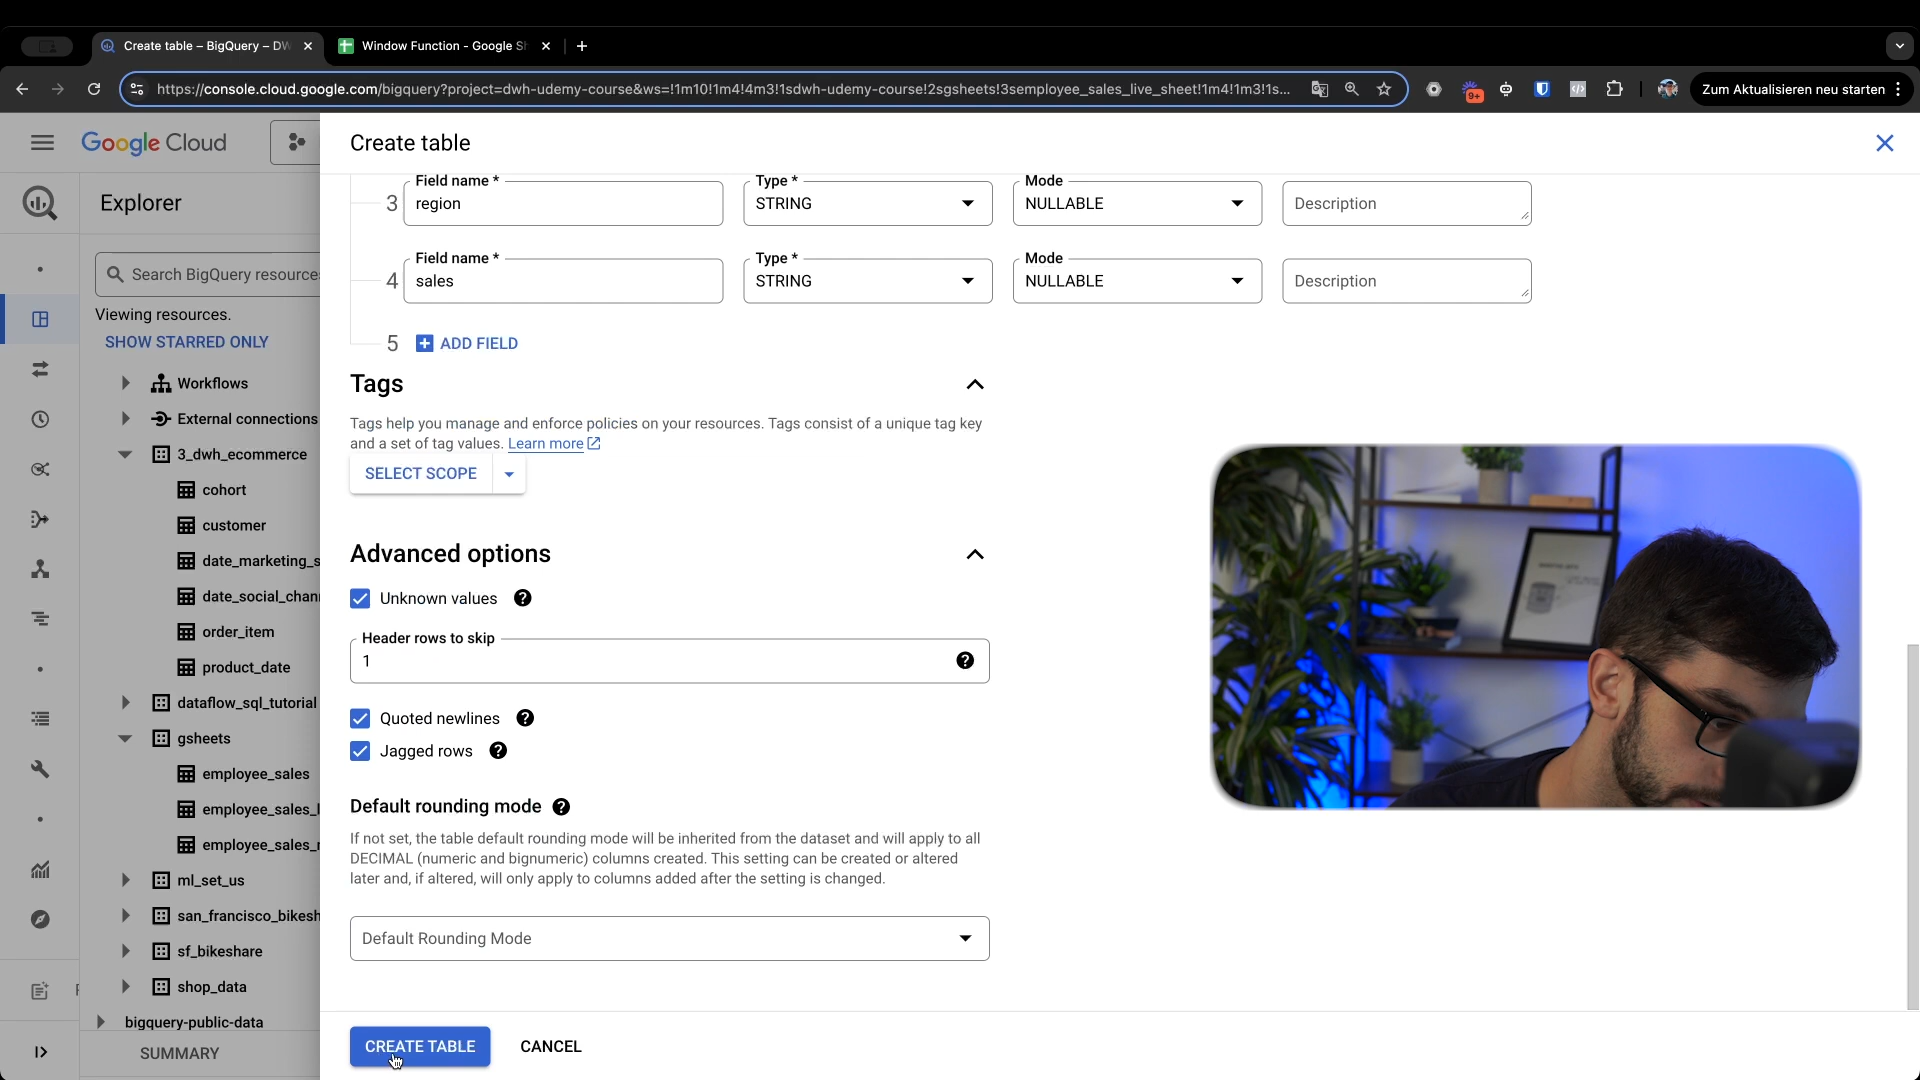 Create table – BigQuery – DW
Window Function - Google Sh
https://console.cloud.google.com/bigquery?project=dwh-udemy-course&ws=!1m10!1m4!4m3!1sdwh-udemy-course!2sgsheets!3semployee_sales_live_sheet!1m4!1m3!1s...
9+
Zum Aktualisieren neu starten
Google Cloud
Create table
Explorer
Search BigQuery resources
Viewing resources.
SHOW STARRED ONLY
Workflows
External connections
3_dwh_ecommerce
cohort
customer
date_marketing_s
date_social_chan
order_item
product_date
dataflow_sql_tutorial
gsheets
employee_sales
employee_sales_l
employee_sales_r
ml_set_us
san_francisco_bikesh
sf_bikeshare
shop_data
bigquery-public-data
SUMMARY
3
Field name *
region
Type *
STRING
Mode
NULLABLE
Description
4
Field name *
sales
Type *
STRING
Mode
NULLABLE
Description
5
ADD FIELD
Tags
Tags help you manage and enforce policies on your resources. Tags consist of a unique tag key
and a set of tag values. Learn more
SELECT SCOPE
Advanced options
Unknown values
Header rows to skip
1
Quoted newlines
Jagged rows
Default rounding mode
If not set, the table default rounding mode will be inherited from the dataset and will apply to all
DECIMAL (numeric and bignumeric) columns created. This setting can be created or altered
later and, if altered, will only apply to columns added after the setting is changed.
Default Rounding Mode
CREATE TABLE
CANCEL